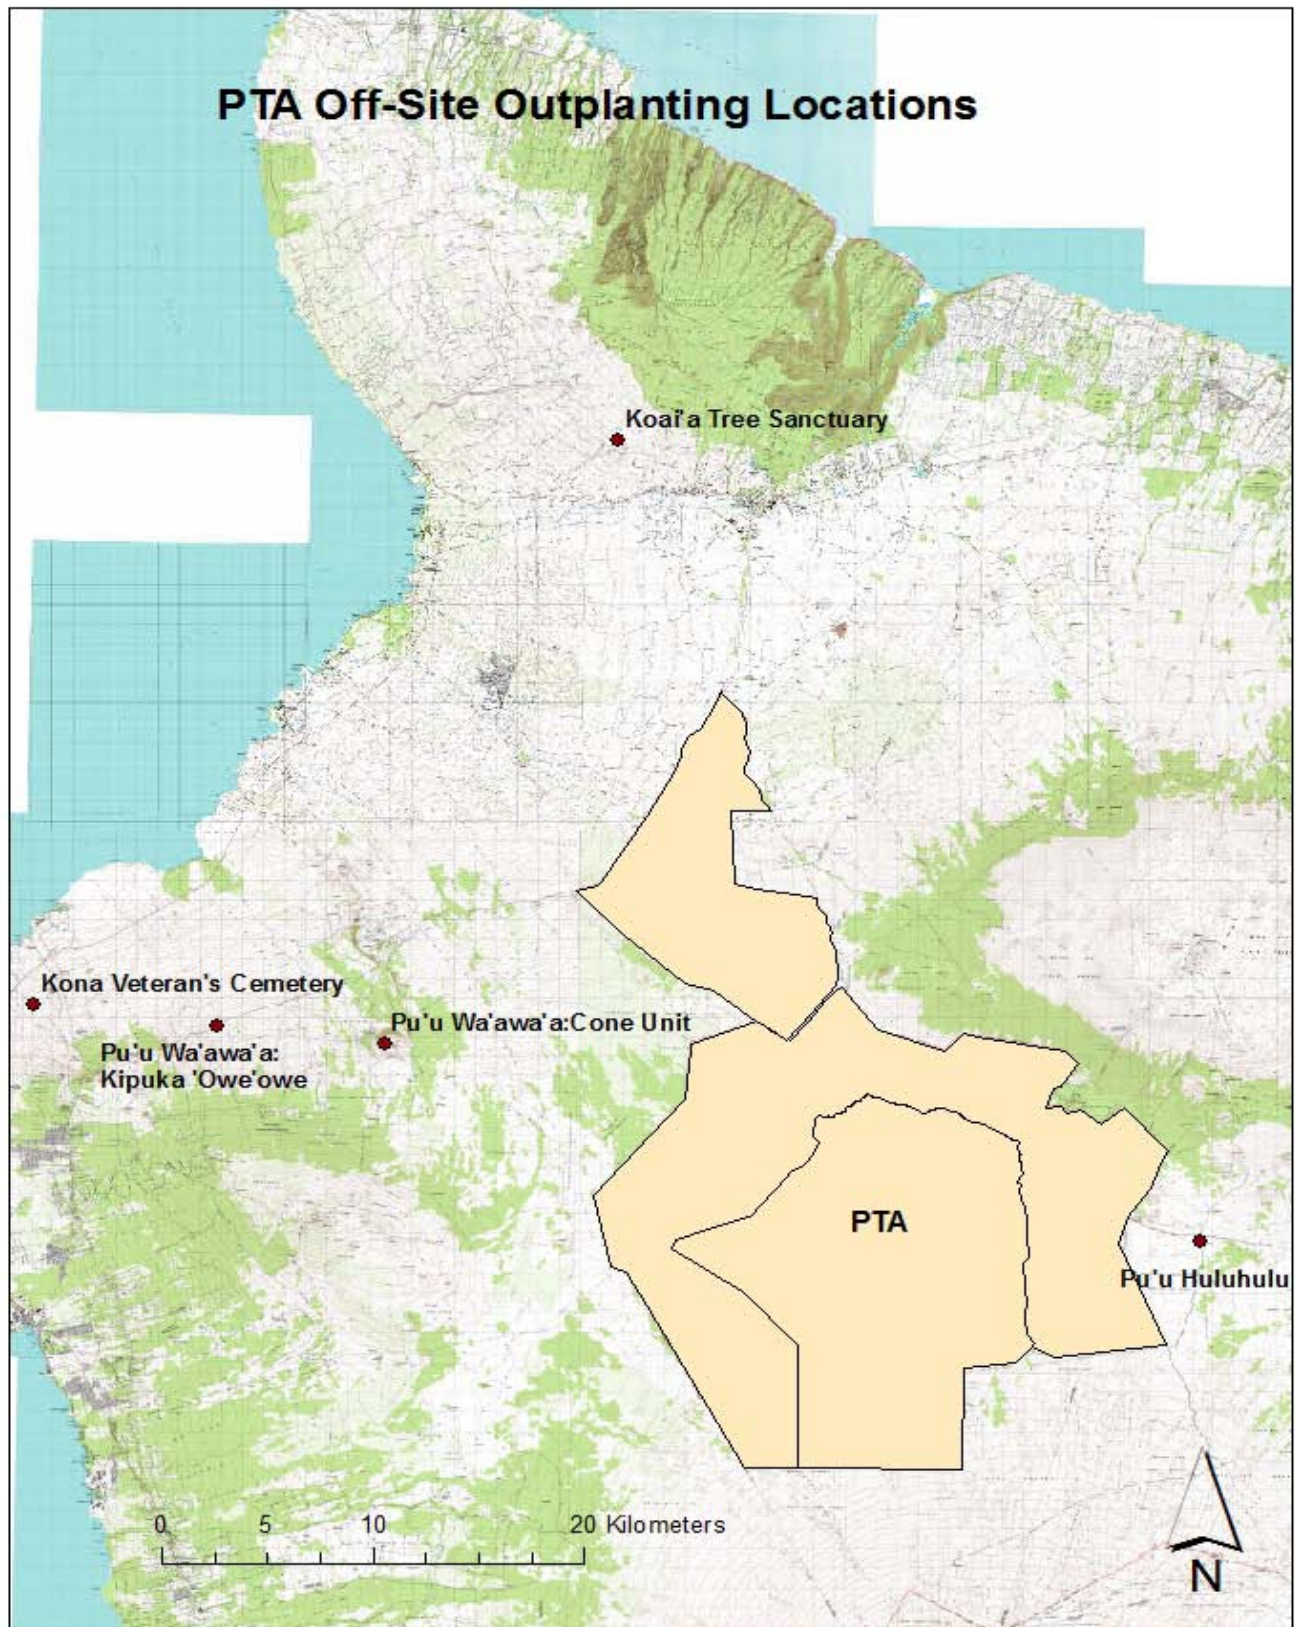 PTA Off-Site Outplanting Locations
Koai'a Tree Sanctuary
Kona Veteran's Cemetery
Pu'u Wa'awa'a:Cone Unit
Pu'u Wa'awa'a:
Kipuka 'Owe'owe
PTA
Pu'u Huluhulu
0 5 10 20 Kilometers
N